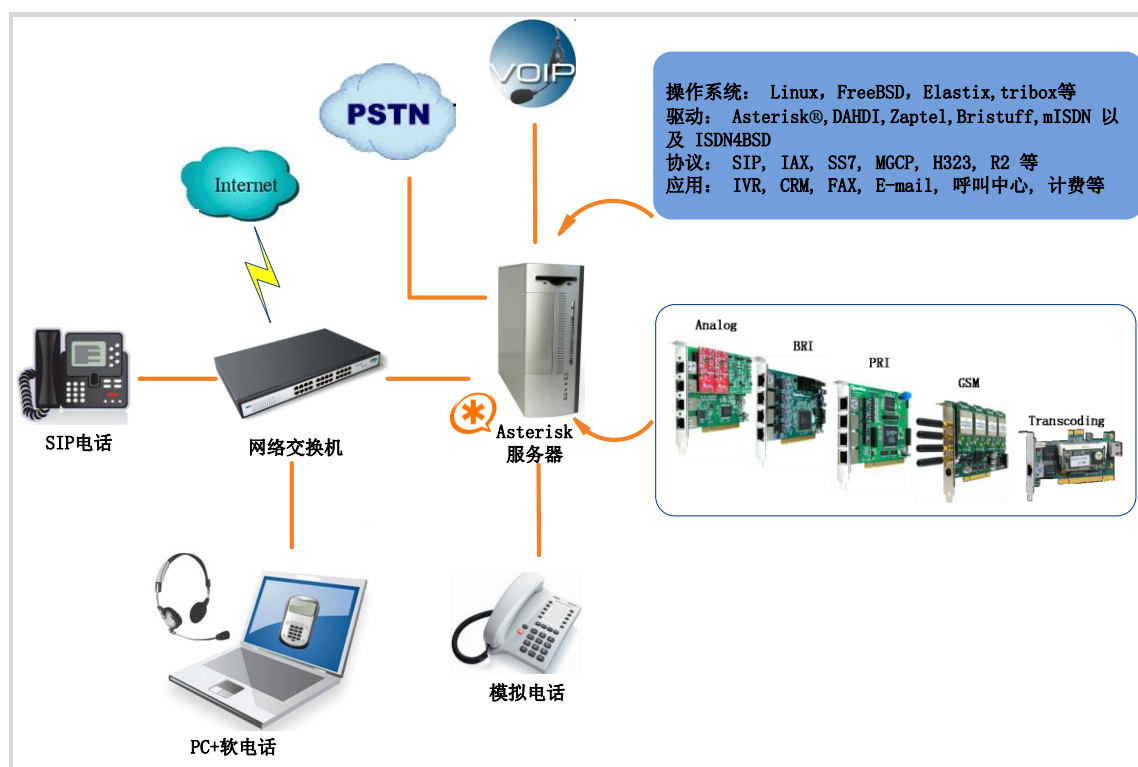 VOIP
PSTN
Internet
操作系统： Linux，FreeBSD，Elastix,tribox等
驱动： Asterisk®,DAHDI,Zaptel,Bristuff,mISDN 以
及 ISDN4BSD
协议： SIP, IAX, SS7, MGCP, H323, R2 等
应用： IVR, CRM, FAX, E-mail, 呼叫中心, 计费等
Analog
BRI
PRI
GSM
Transcoding
SIP电话
网络交换机
Asterisk
服务器
PC+软电话
模拟电话